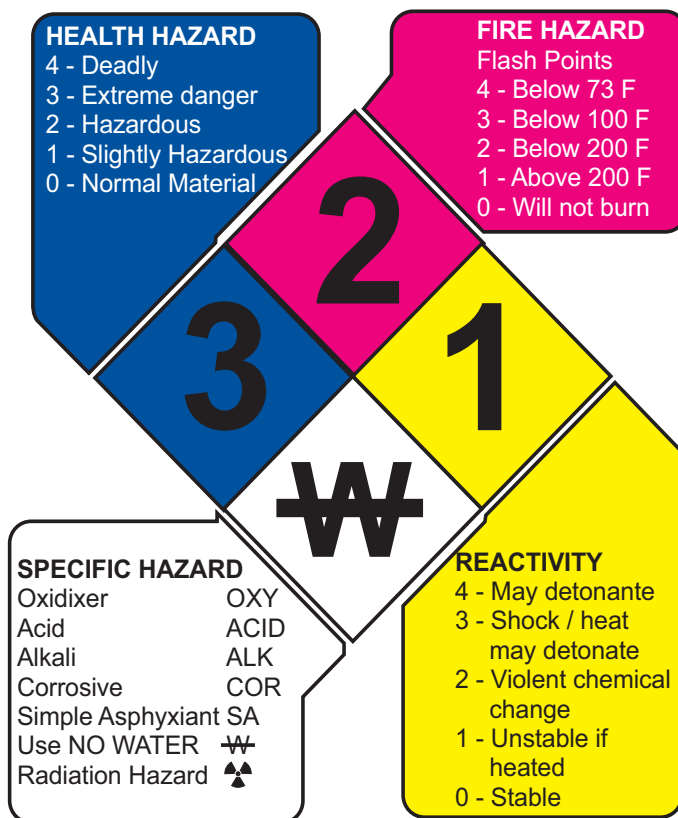 HEALTH HAZARD
4 - Deadly
3 - Extreme danger
2 - Hazardous
1 - Slightly Hazardous
0 - Normal Material
FIRE HAZARD
Flash Points
4 - Below 73 F
3 - Below 100 F
2 - Below 200 F
1 - Above 200 F
0 - Will not burn
2
3
1
W
SPECIFIC HAZARD
Oxidixer OXY
Acid ACID
Alkali ALK
Corrosive COR
Simple Asphyxiant SA
Use NO WATER W
Radiation Hazard
REACTIVITY
4 - May detonante
3 - Shock / heat
may detonate
2 - Violent chemical
change
1 - Unstable if
heated
0 - Stable